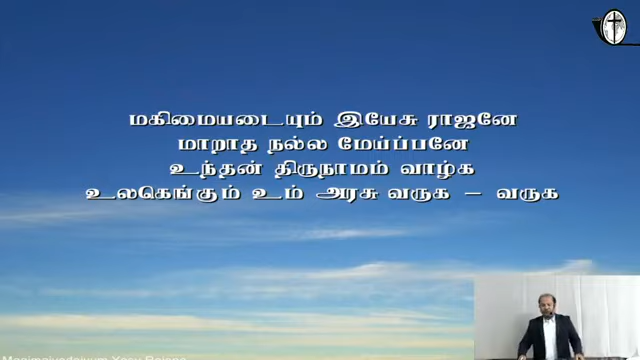 மகிமையடையும் இயேசு ராஜனே
மாறாத நல்ல மேய்ப்பனே
உந்தன் திருநாமம் வாழ்க
உலகெங்கும் உம் அரசு வருக – வருக